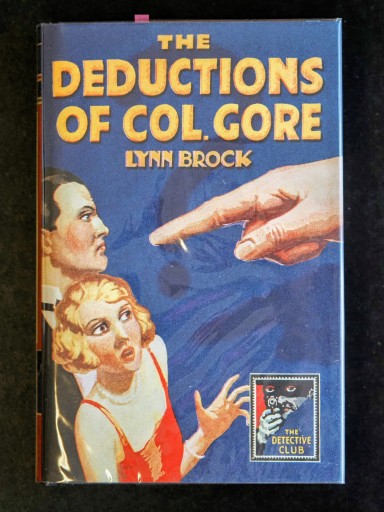 THE
DEDUCTIONS
OF COL. GORE
LYNN BROCK
THE
DETECTIVE
CLUB